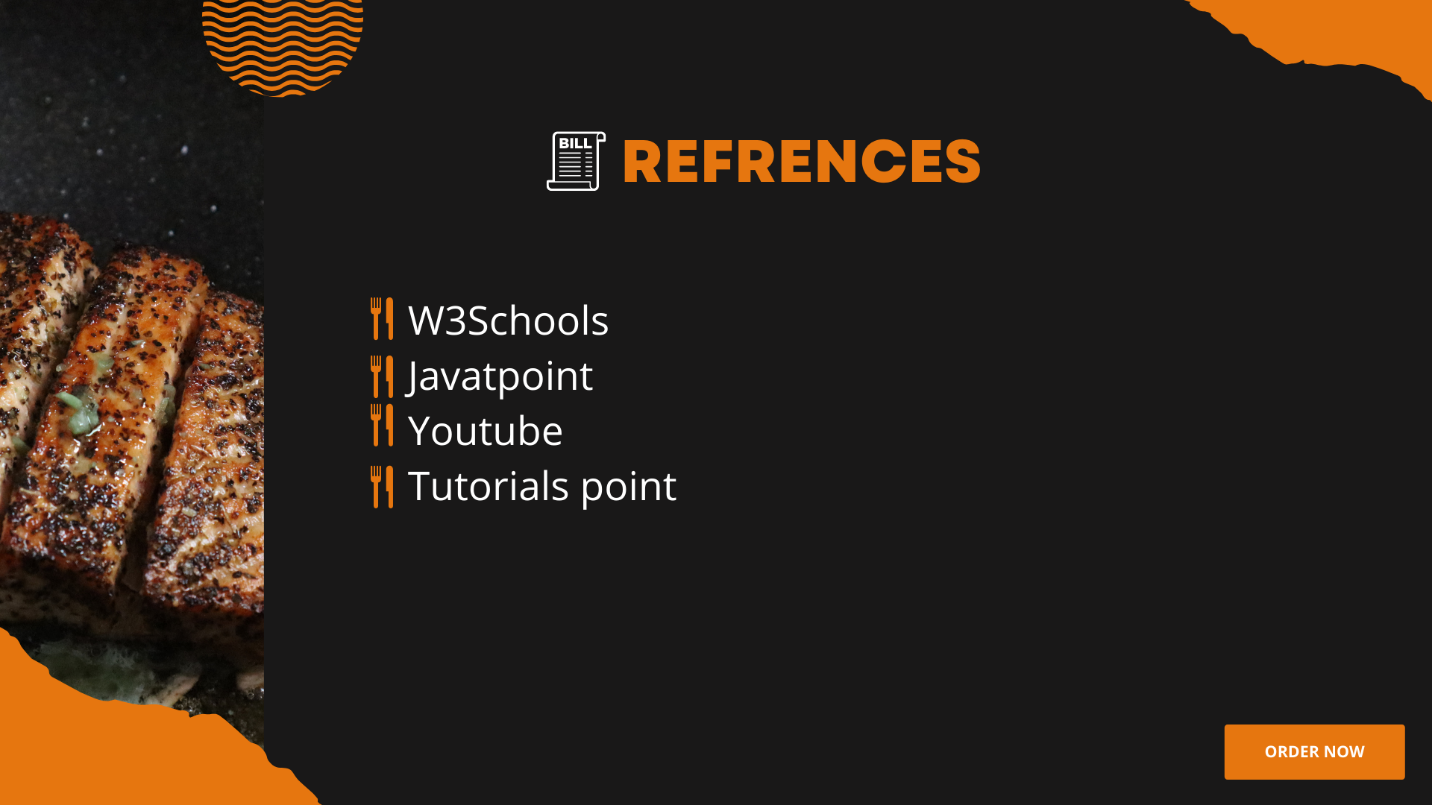 BILL
REFRENCES
W3Schools
Javatpoint
Youtube
Tutorials point
ORDER NOW